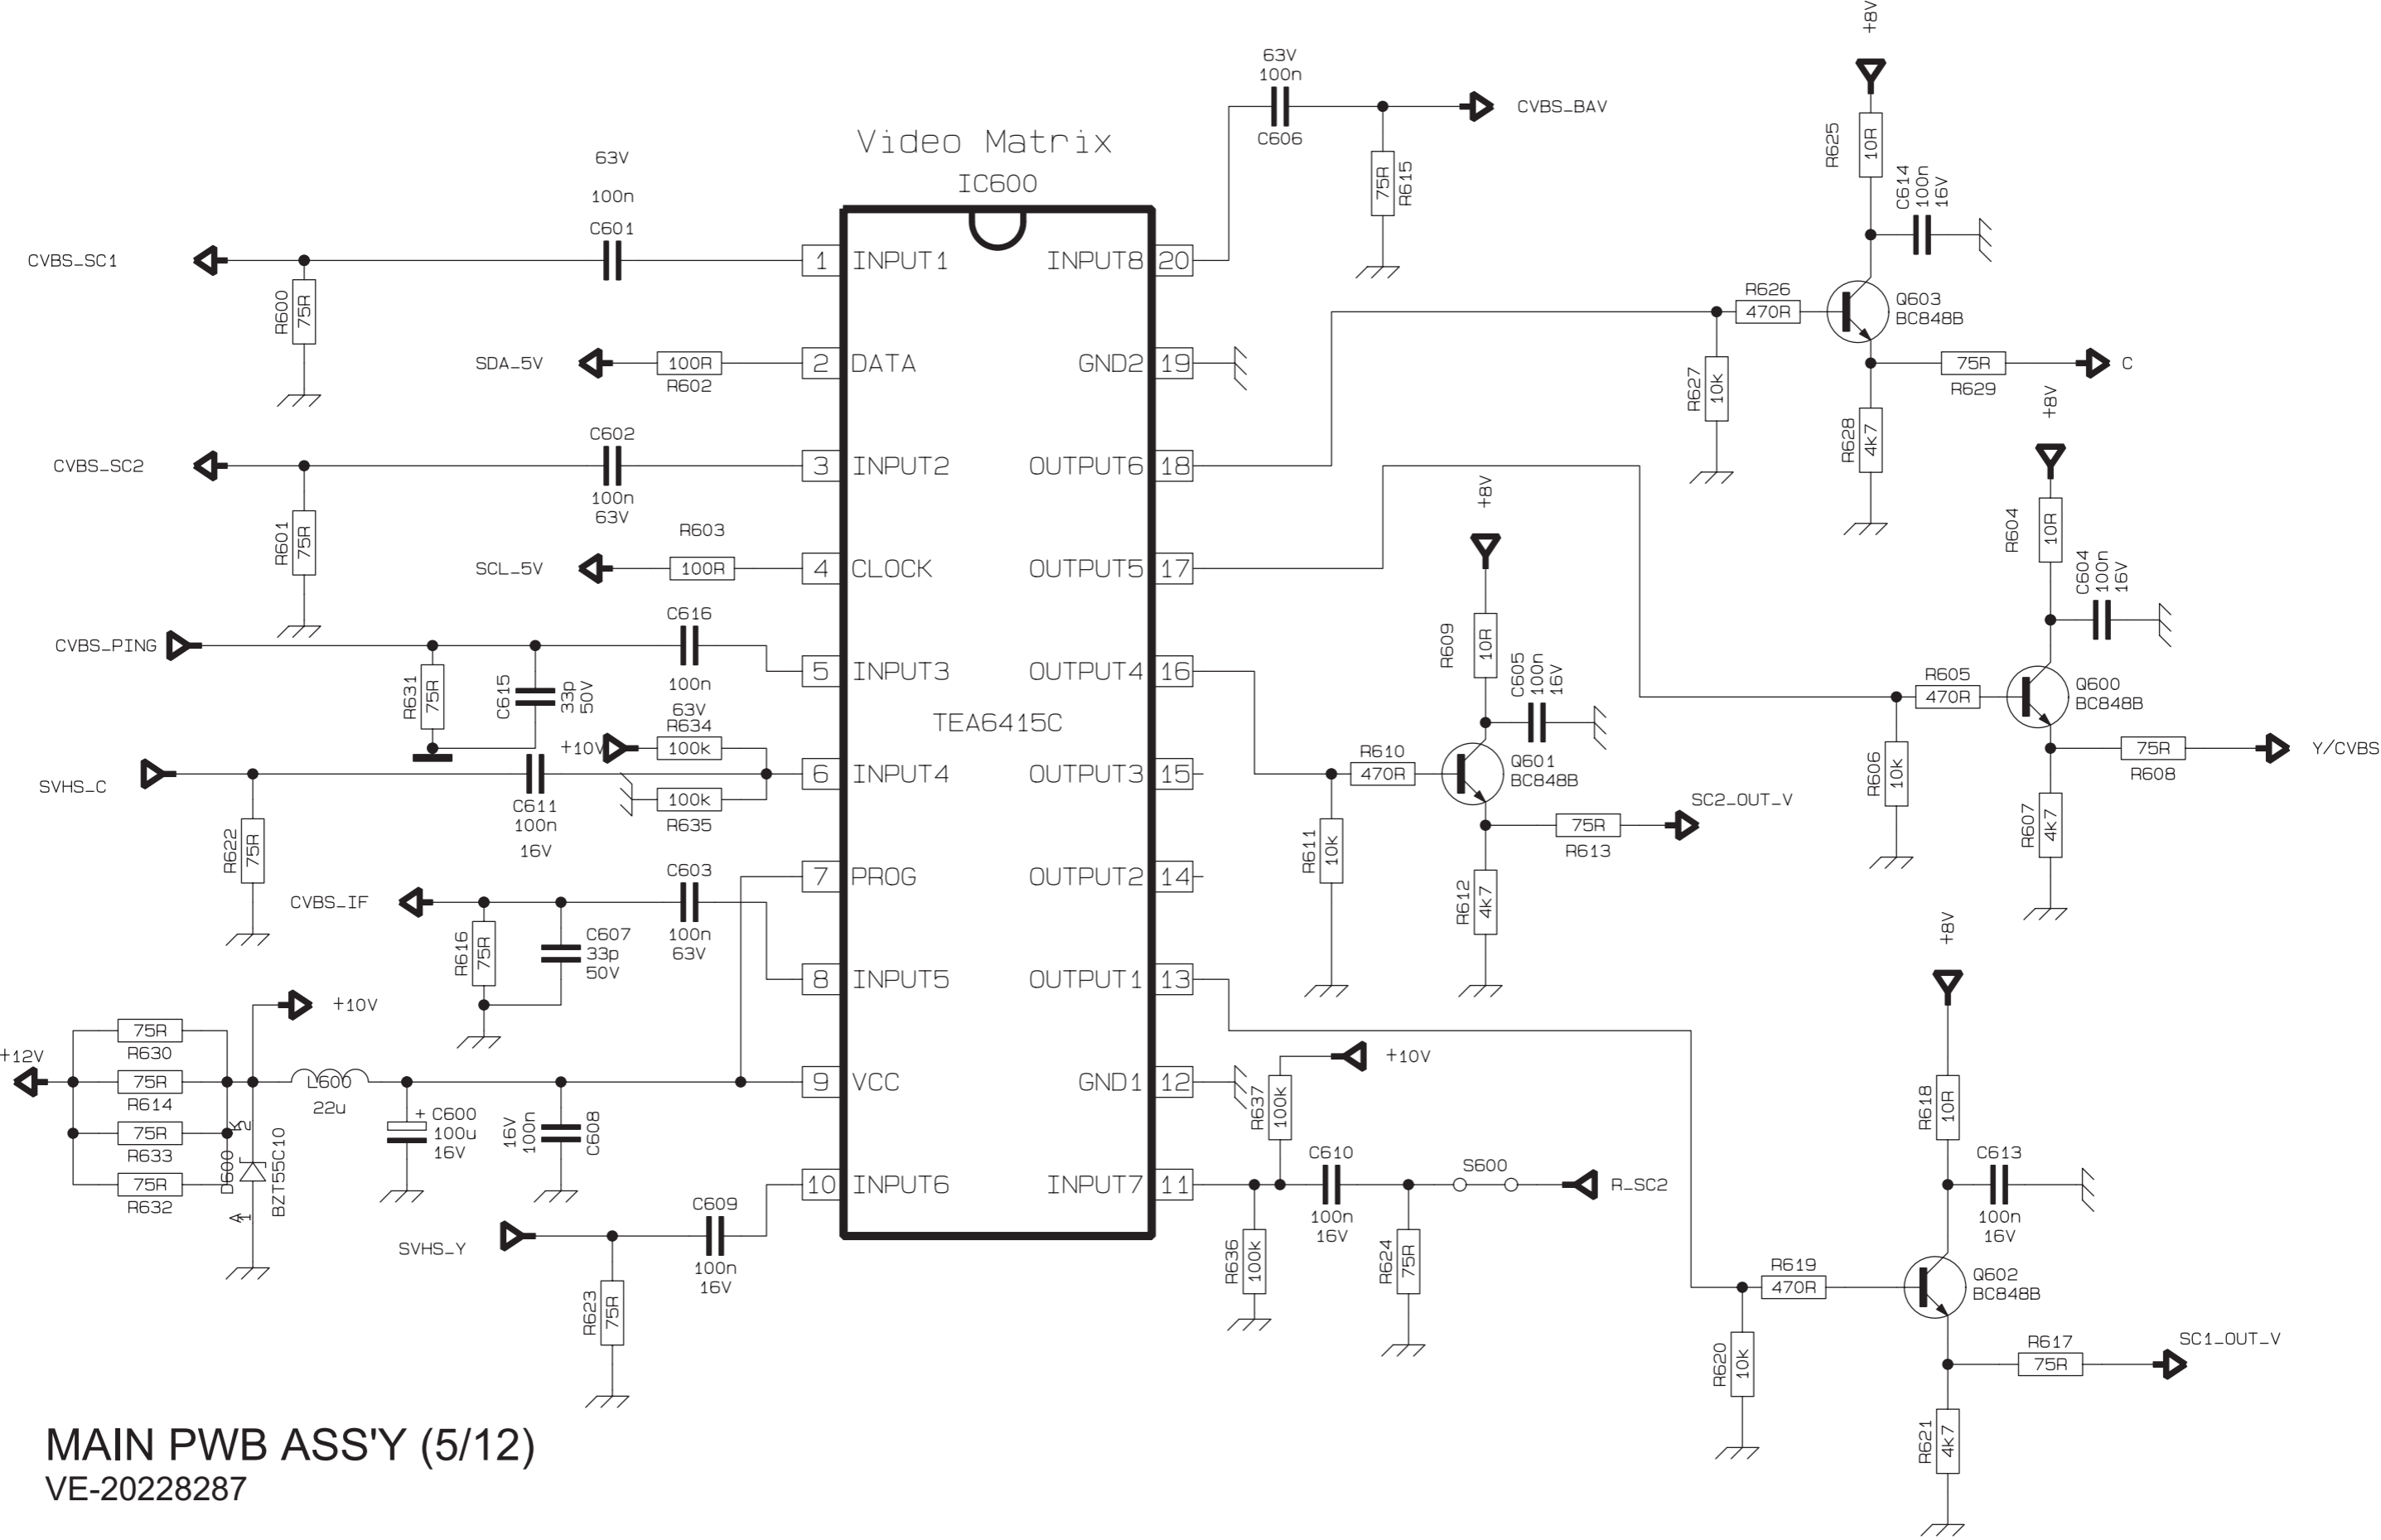 +8V
63V
100n
C606
CVBS_BAV
75R
R615
R625
10R
C614
100n
16V
Video Matrix
IC600
63V
100n
C601
CVBS_SC1
R600
75R
1 INPUT1
INPUT8 20
R626
470R
Q603
BC848B
SDA_5V
100R
R602
2 DATA
GND2 19
R627
10k
75R
R629
C
+8V
C602
100n
63V
CVBS_SC2
R601
75R
3 INPUT2
OUTPUT6 18
R628
4k7
+8V
R604
10R
C604
100n
16V
R603
SCL_5V
100R
4 CLOCK
OUTPUT5 17
CVBS_PING
C616
100n
63V
R631
75R
C615
33p
50V
5 INPUT3
OUTPUT4 16
R609
10R
C605
100n
16V
R605
470R
Q600
BC848B
TEA6415C
R634
+10V
100k
SVHS_C
C611
100n
16V
100k
R635
6 INPUT4
OUTPUT3 15
R610
470R
Q601
BC848B
R606
10k
75R
R608
Y/CVBS
R622
75R
R611
10k
SC2_OUT_V
75R
R613
R607
4k7
C603
100n
63V
CVBS_IF
7 PROG
OUTPUT2 14
R612
4k7
R616
75R
C607
33p
50V
8 INPUT5
OUTPUT1 13
+8V
+10V
75R
R630
+12V
75R
R614
75R
R633
75R
R632
L600
22u
+ C600
100u
16V
16V
100n
C608
K
2
D600
BZT55C10
A
1
9 VCC
GND1 12
+10V
R637
100k
R618
10R
10 INPUT6
INPUT7 11
C610
100n
16V
S600
R_SC2
C613
100n
16V
SVHS_Y
C609
100n
16V
R623
75R
R636
100k
R624
75R
R619
470R
Q602
BC848B
R620
10k
R617
75R
SC1_OUT_V
R621
4k7
MAIN PWB ASS'Y (5/12)
VE-20228287